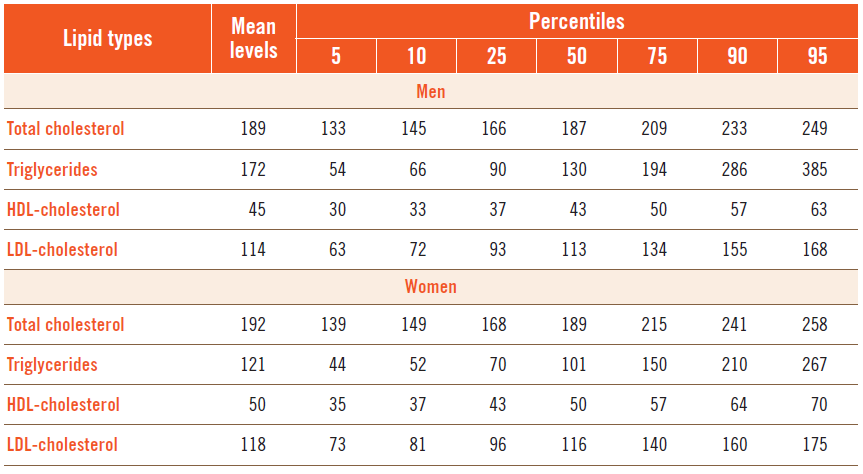 Lipid types Mean levels Percentiles
5 10 25 50 75 90 95
Men
Total cholesterol 189 133 145 166 187 209 233 249
Triglycerides 172 54 66 90 130 194 286 385
HDL-cholesterol 45 30 33 37 43 50 57 63
LDL-cholesterol 114 63 72 93 113 134 155 168
Women
Total cholesterol 192 139 149 168 189 215 241 258
Triglycerides 121 44 52 70 101 150 210 267
HDL-cholesterol 50 35 37 43 50 57 64 70
LDL-cholesterol 118 73 81 96 116 140 160 175